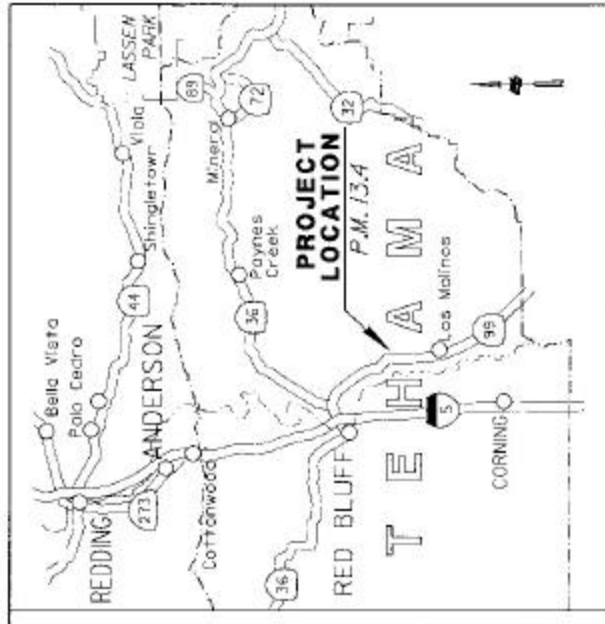 LASSEN
PARK
Viola
Shingletown
44
Bella Vista
Palo Cedro
REDDING
ANDERSON
273
Cottonwood
89
Mineral
72
32
Paynes
Creek
36
PROJECT
LOCATION
P.M. 13.4
36
RED BLUFF
TEHAMA
Los Molinos
99
5
CORNING